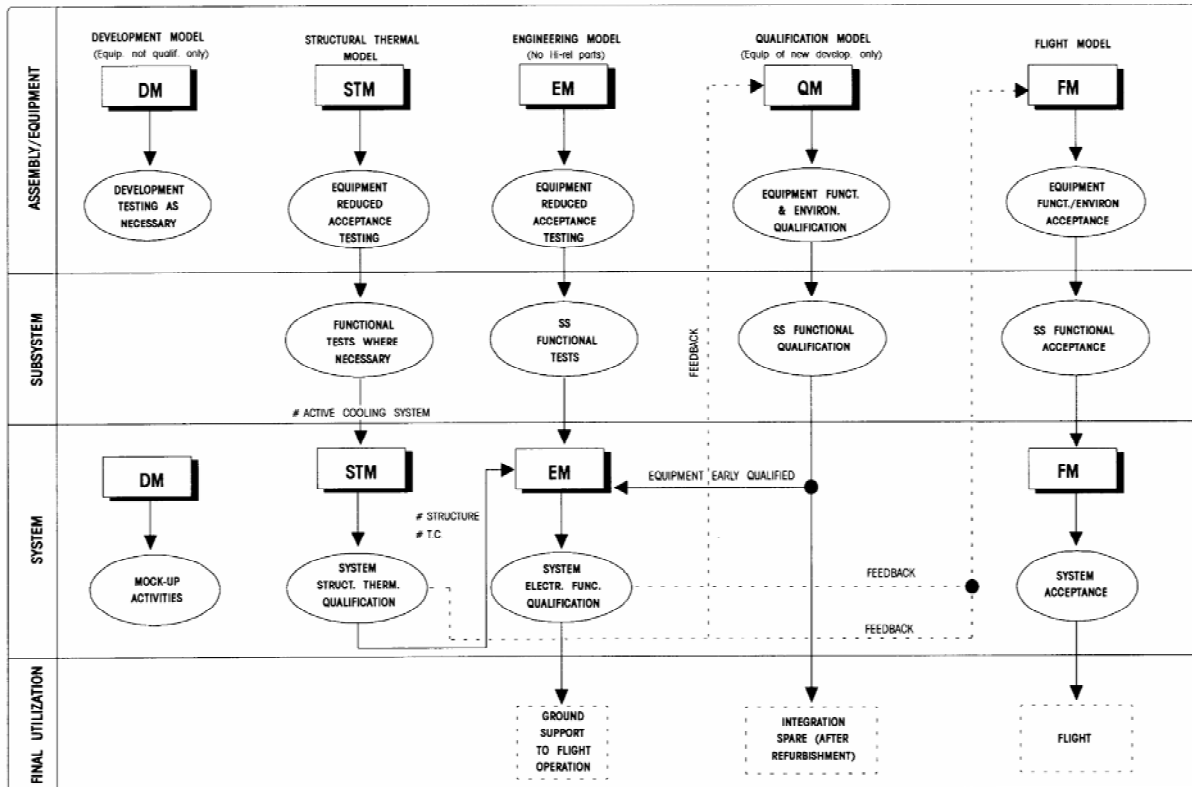 DEVELOPMENT MODEL
(Equip. not qualif. only)
STRUCTURAL THERMAL
MODEL
ENGINEERING MODEL
(No Hi-rel parts)
QUALIFICATION MODEL
(Equip of new develop. only)
FLIGHT MODEL
ASSEMBLY/EQUIPMENT
DM
STM
EM
QM
FM
DEVELOPMENT
TESTING AS
NECESSARY
EQUIPMENT
REDUCED
ACCEPTANCE
TESTING
EQUIPMENT
REDUCED
ACCEPTANCE
TESTING
EQUIPMENT FUNCT.
& ENVIRON.
QUALIFICATION
EQUIPMENT
FUNCT./ENVIRON
ACCEPTANCE
SUBSYSTEM
FUNCTIONAL
TESTS WHERE
NECESSARY
SS
FUNCTIONAL
TESTS
FEEDBACK
SS FUNCTIONAL
QUALIFICATION
SS FUNCTIONAL
ACCEPTANCE
# ACTIVE COOLING SYSTEM
SYSTEM
DM
STM
EM
EQUIPMENT EARLY QUALIFIED
FM
# STRUCTURE
# T.C
MOCK-UP
ACTIVITIES
SYSTEM
STRUCT. THERM.
QUALIFICATION
SYSTEM
ELECTR. FUNC.
QUALIFICATION
FEEDBACK
FEEDBACK
SYSTEM
ACCEPTANCE
FINAL UTILIZATION
GROUND
SUPPORT
TO FLIGHT
OPERATION
INTEGRATION
SPARE (AFTER
REFURBISHMENT)
FLIGHT